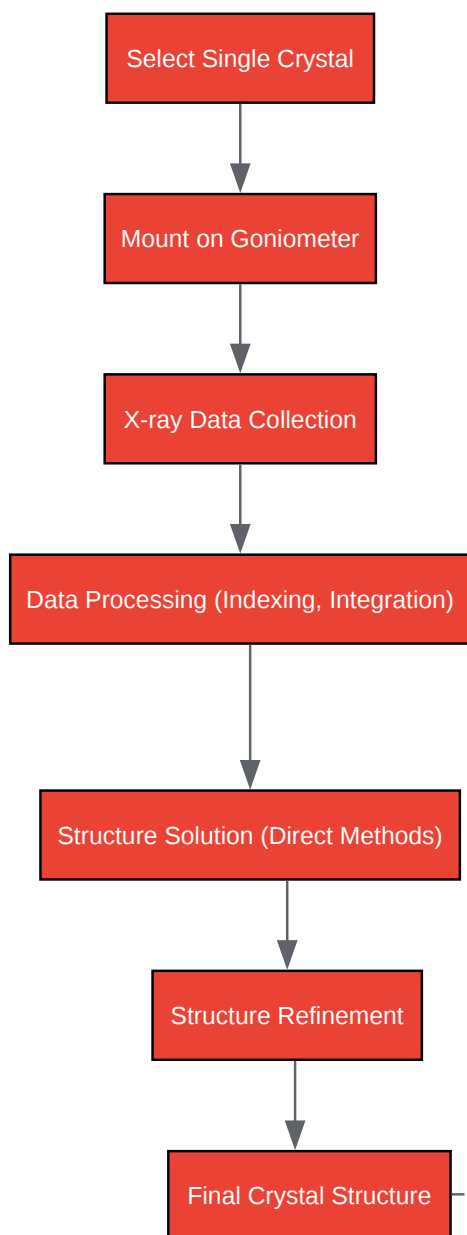 Select Single Crystal
Mount on Goniometer
X-ray Data Collection
Data Processing (Indexing, Integration)
Structure Solution (Direct Methods)
Structure Refinement
Final Crystal Structure